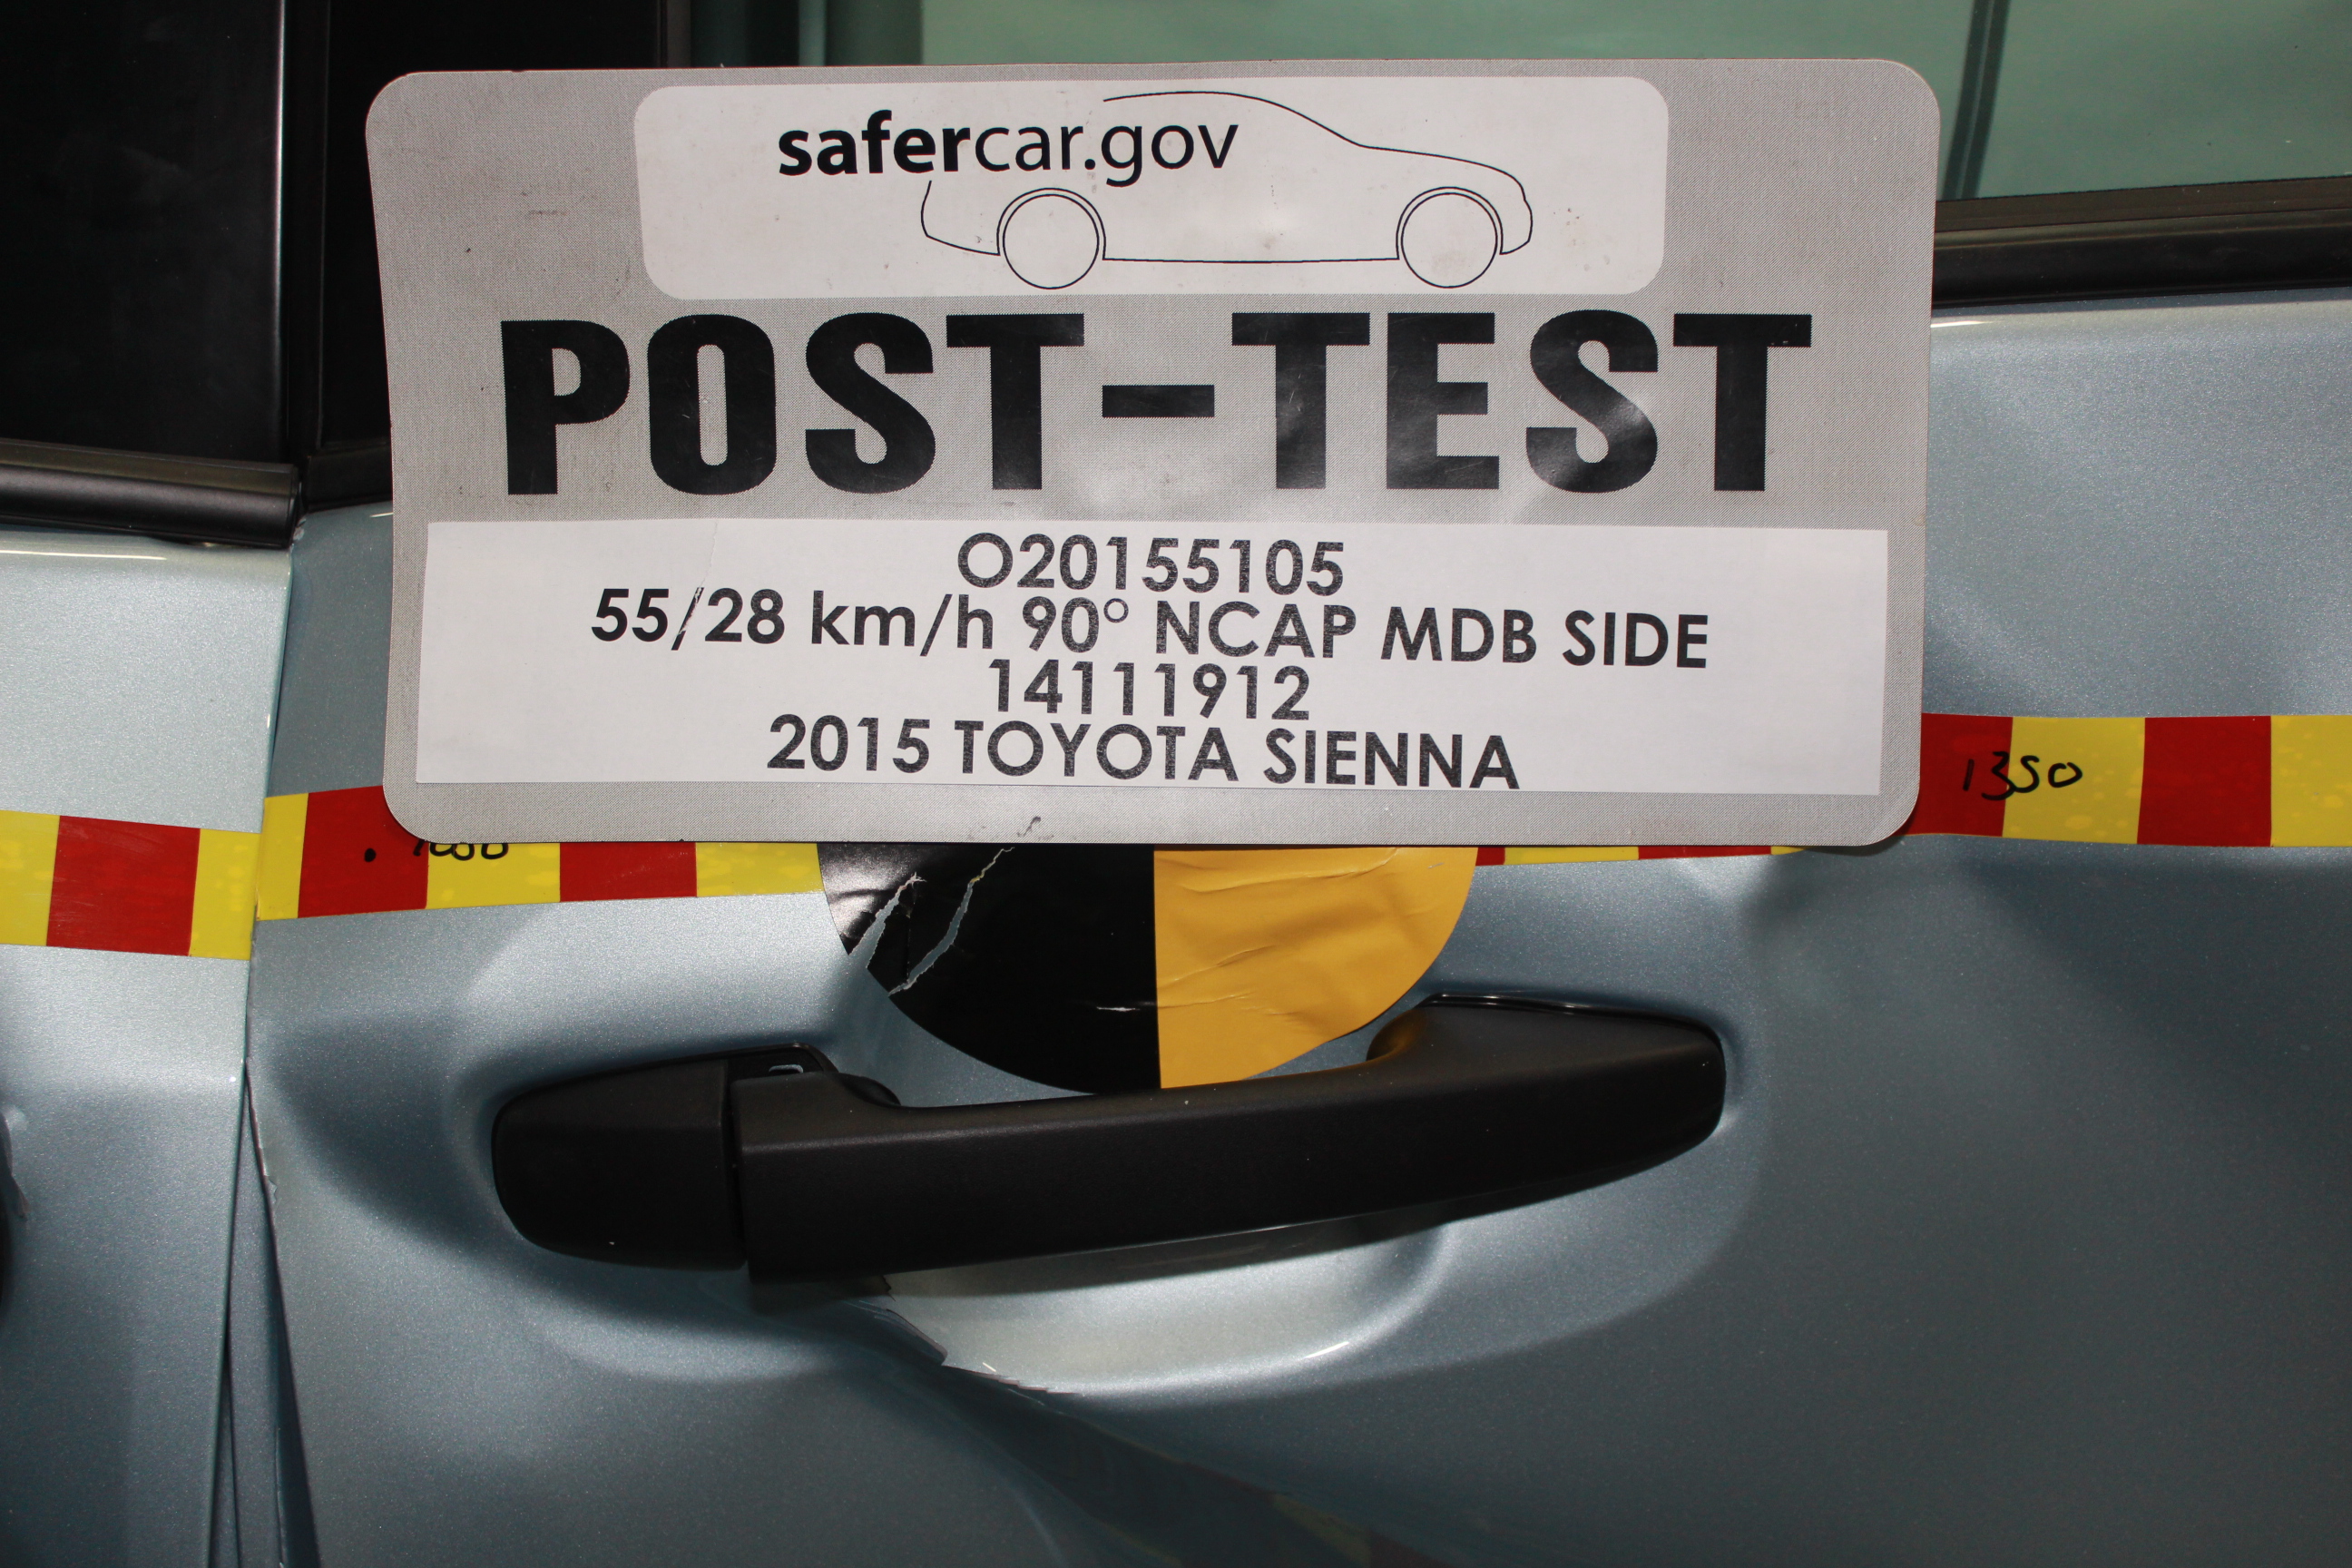 safercar.gov
POST-TEST
O20155105
55/28 km/h 90° NCAP MDB SIDE
14111912
2015 TOYOTA SIENNA
1350